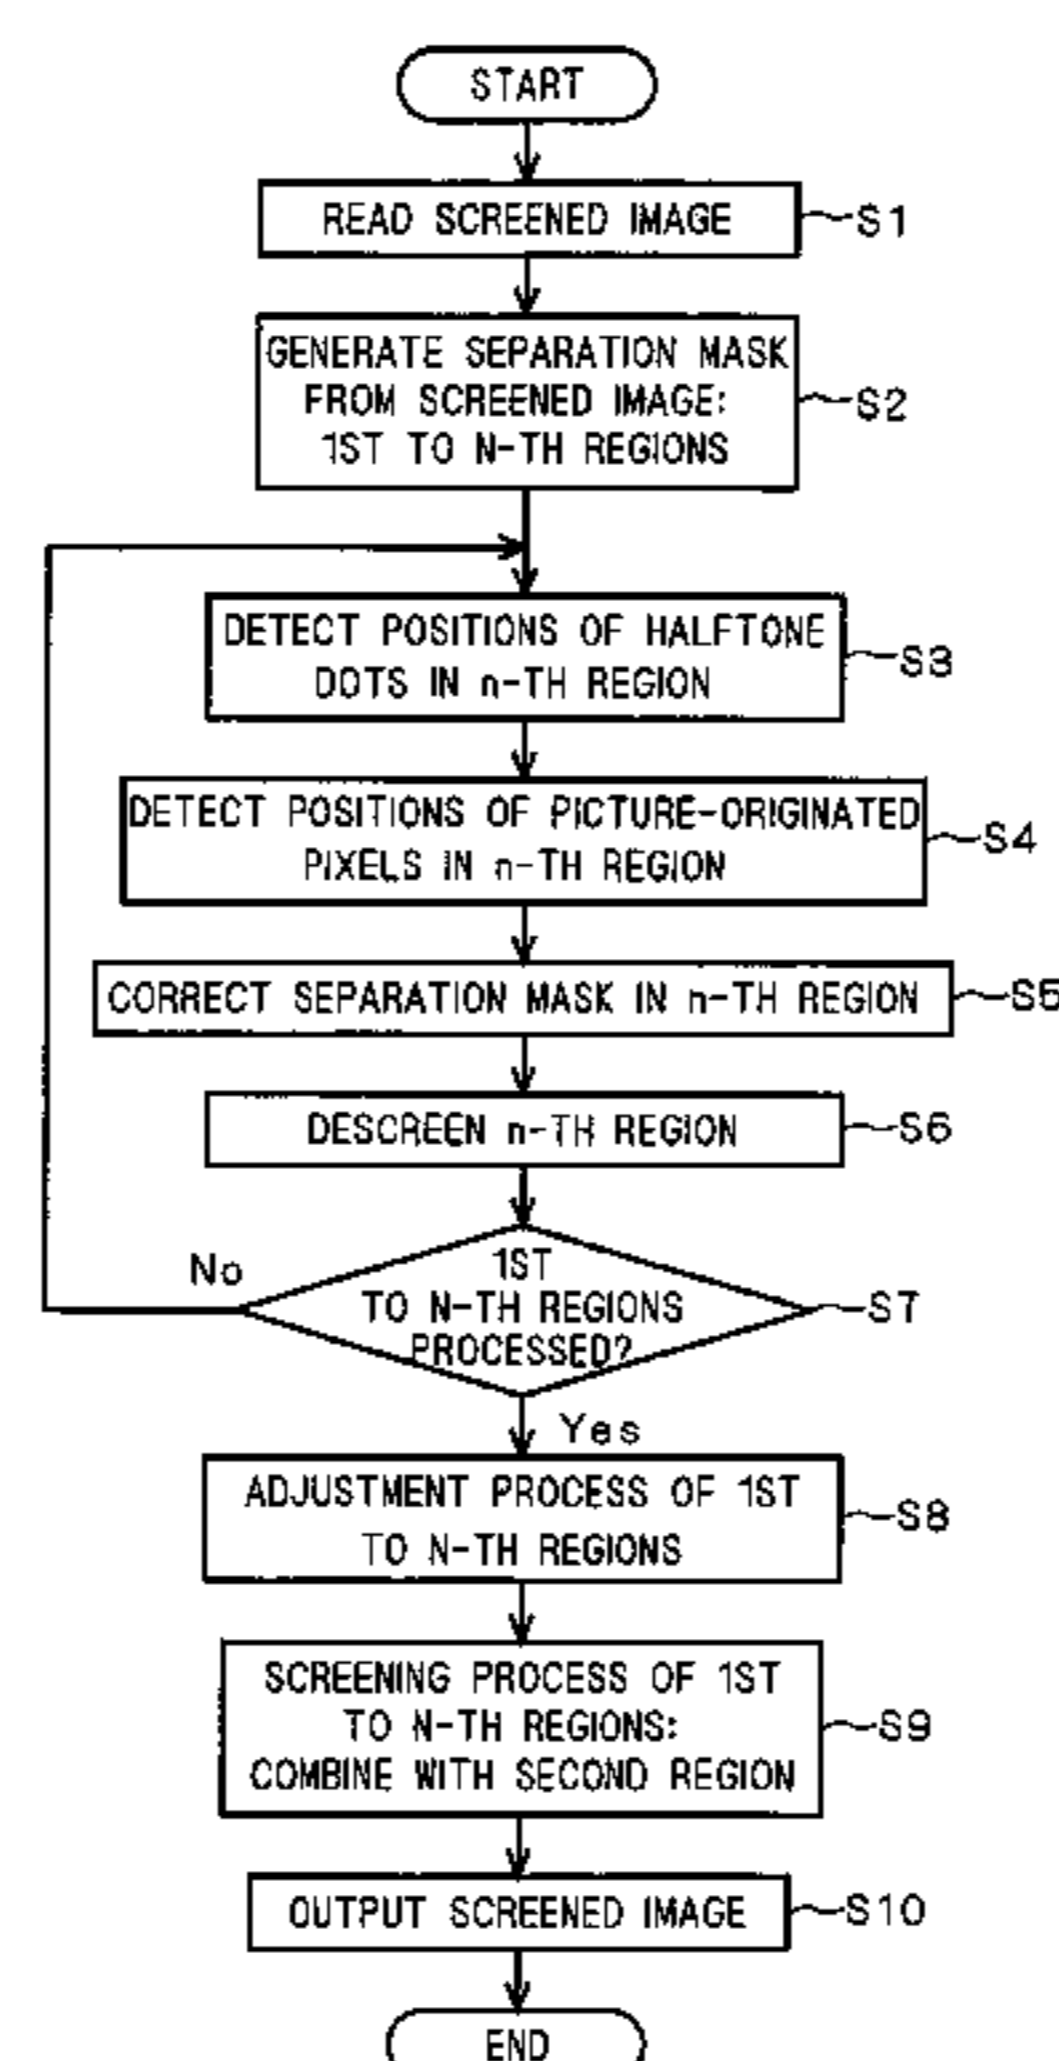 START
READ SCREENED IMAGE
S1
GENERATE SEPARATION MASK
FROM SCREENED IMAGE:
1ST TO N-TH REGIONS
S2
DETECT POSITIONS OF HALFTONE
DOTS IN n-TH REGION
S3
DETECT POSITIONS OF PICTURE-ORIGINATED
PIXELS IN n-TH REGION
S4
CORRECT SEPARATION MASK IN n-TH REGION
S5
DESCREEN n-TH REGION
S6
1ST
TO N-TH REGIONS
PROCESSED?
S7
No
Yes
ADJUSTMENT PROCESS OF 1ST
TO N-TH REGIONS
S8
SCREENING PROCESS OF 1ST
TO N-TH REGIONS:
COMBINE WITH SECOND REGION
S9
OUTPUT SCREENED IMAGE
S10
END